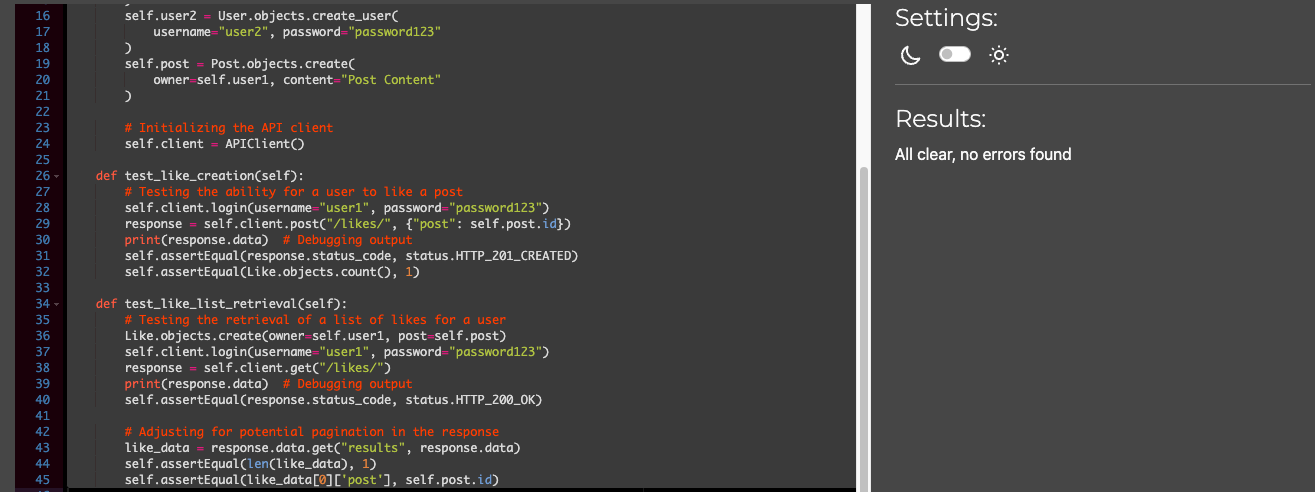 16 self.user2 = User.objects.create_user(
17 username="user2", password="password123"
18 )
19 self.post = Post.objects.create(
20 owner=self.user1, content="Post Content"
21 )
22
23 # Initializing the API client
24 self.client = APIClient()
25
26 def test_like_creation(self):
27 # Testing the ability for a user to like a post
28 self.client.login(username="user1", password="password123")
29 response = self.client.post("/likes/", {"post": self.post.id})
30 print(response.data)  # Debugging output
31 self.assertEqual(response.status_code, status.HTTP_201_CREATED)
32 self.assertEqual(Like.objects.count(), 1)
33
34 def test_like_list_retrieval(self):
35 # Testing the retrieval of a list of likes for a user
36 Like.objects.create(owner=self.user1, post=self.post)
37 self.client.login(username="user1", password="password123")
38 response = self.client.get("/likes/")
39 print(response.data)  # Debugging output
40 self.assertEqual(response.status_code, status.HTTP_200_OK)
41
42 # Adjusting for potential pagination in the response
43 like_data = response.data.get("results", response.data)
44 self.assertEqual(len(like_data), 1)
45 self.assertEqual(like_data[0]['post'], self.post.id)
Settings:
Results:
All clear, no errors found